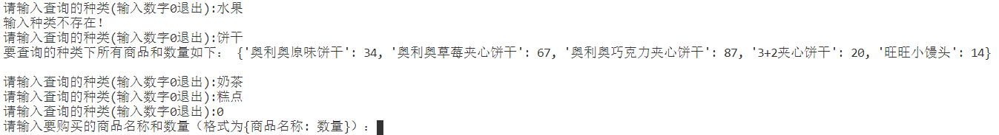 请输入查询的种类(输入数字0退出):水果
输入种类不存在!
请输入查询的种类(输入数字0退出):饼干
要查询的种类下所有商品和数量如下: {'奥利奥原味饼干': 34, '奥利奥草莓夹心饼干': 67, '奥利奥巧克力夹心饼干': 87, '3+2夹心饼干': 20, '旺旺小馒头': 14}
请输入查询的种类(输入数字0退出):奶茶
请输入查询的种类(输入数字0退出):糕点
请输入查询的种类(输入数字0退出):0
请输入要购买的商品名称和数量（格式为{商品名称: 数量}）: